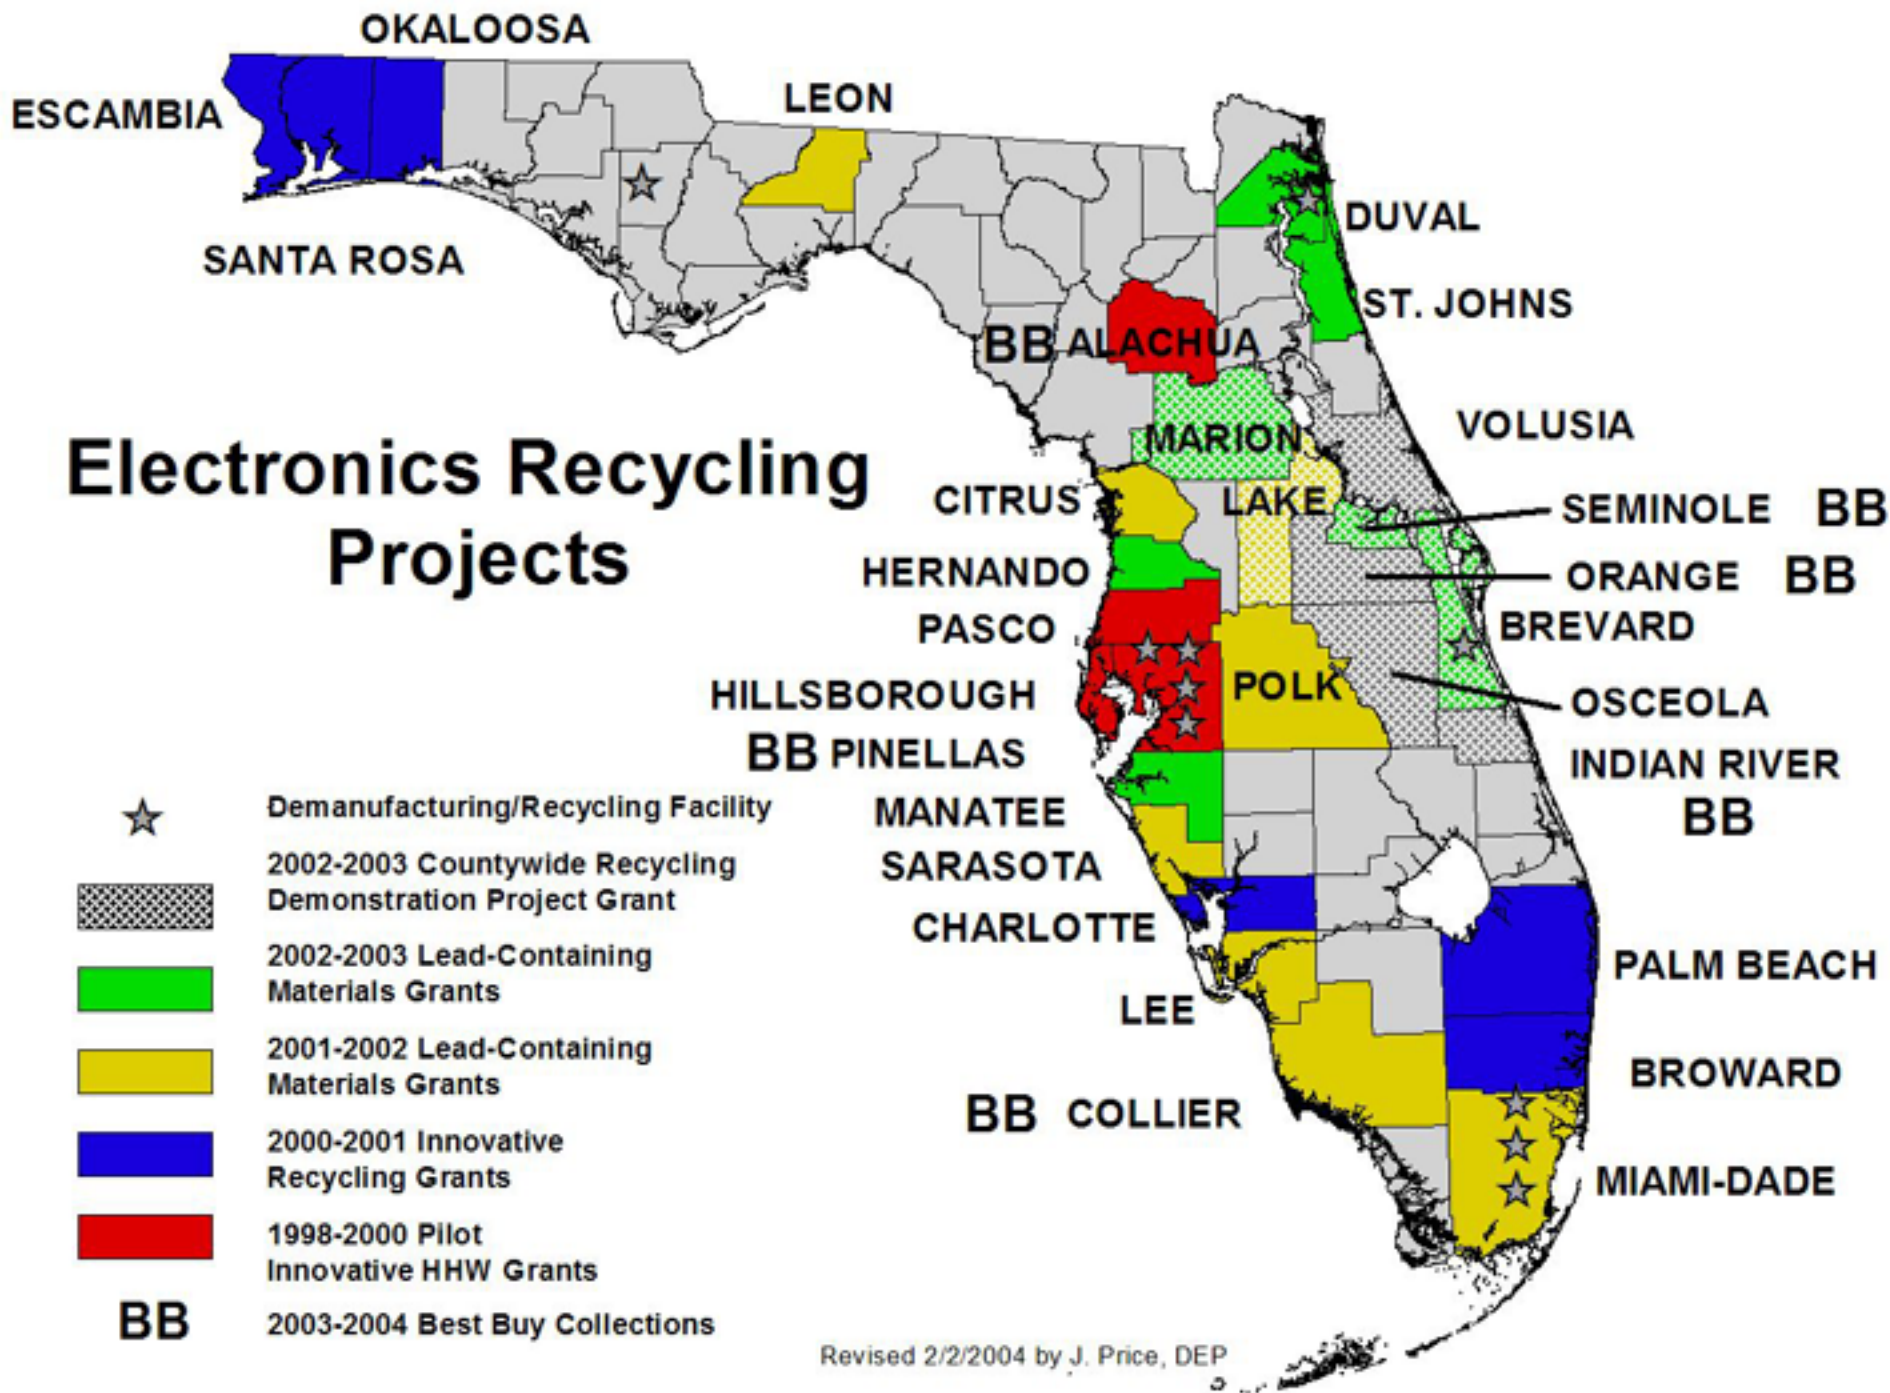 OKALOOSA
ESCAMBIA
LEON
SANTA ROSA
DUVAL
ST. JOHNS
BB ALACHUA
MARION
VOLUSIA
Electronics Recycling
Projects
CITRUS
LAKE
SEMINOLE BB
HERNANDO
ORANGE BB
PASCO
BREVARD
HILLSBOROUGH
POLK
OSCEOLA
BB PINELLAS
INDIAN RIVER
BB
MANATEE
SARASOTA
CHARLOTTE
PALM BEACH
LEE
BROWARD
BB COLLIER
MIAMI-DADE
Demanufacturing/Recycling Facility
2002-2003 Countywide Recycling
Demonstration Project Grant
2002-2003 Lead-Containing
Materials Grants
2001-2002 Lead-Containing
Materials Grants
2000-2001 Innovative
Recycling Grants
1998-2000 Pilot
Innovative HHW Grants
BB 2003-2004 Best Buy Collections
Revised 2/2/2004 by J. Price, DEP